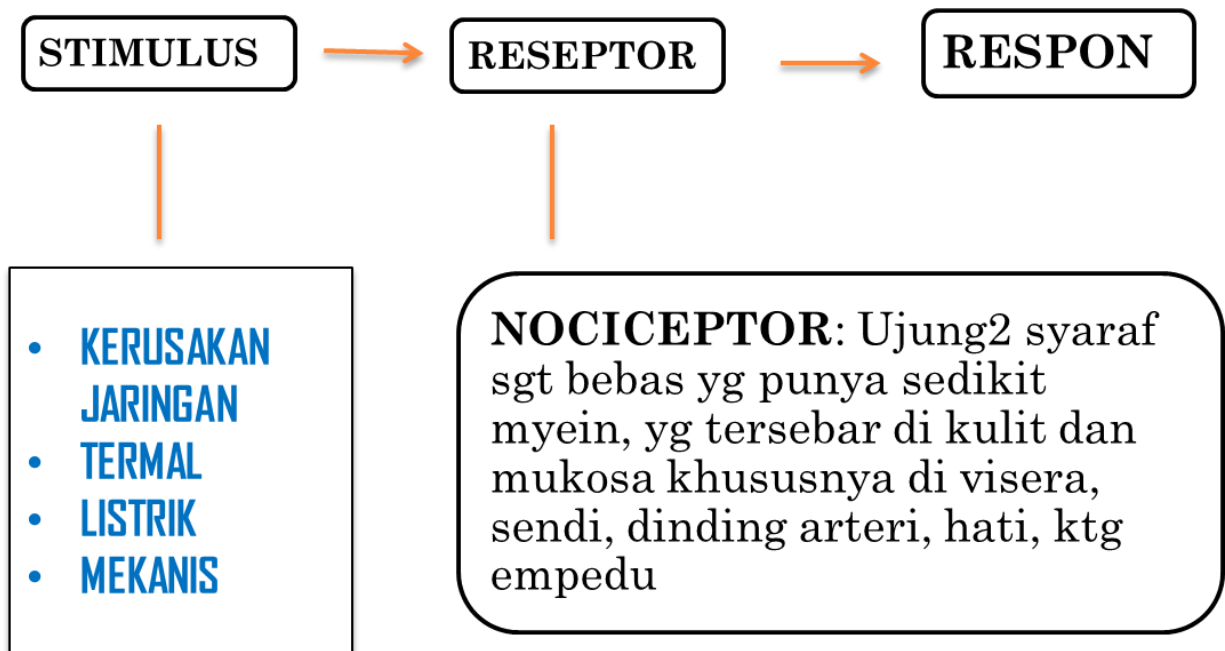 STIMULUS
RESEPTOR
RESPON
• KERUSAKAN
JARINGAN
• TERMAL
• LISTRIK
• MEKANIS
NOCICEPTOR: Ujung2 syaraf
sgt bebas yg punya sedikit
myein, yg tersebar di kulit dan
mukosa khususnya di visera,
sendi, dinding arteri, hati, ktg
empedu